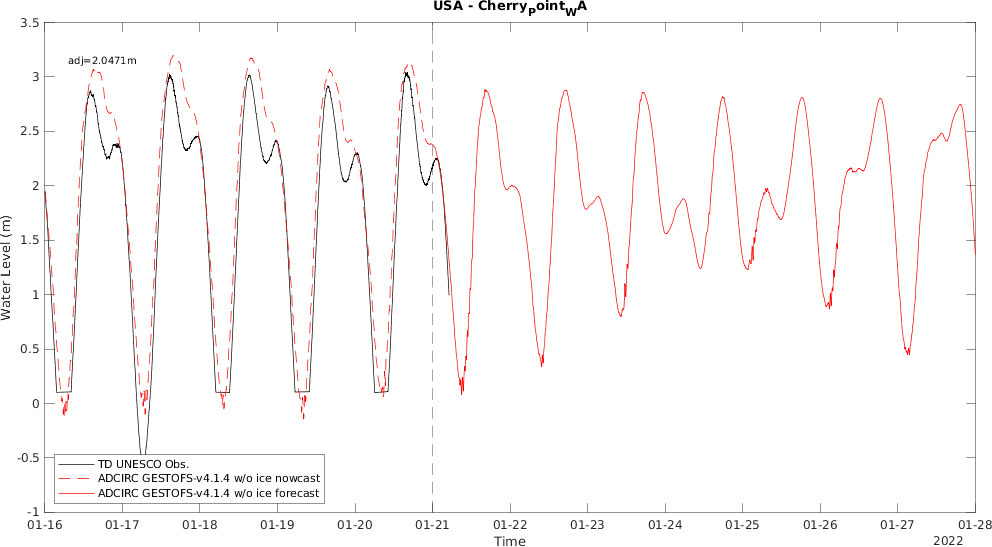 USA - Cherry_Point_WA
adj=2.0471m
3.5
3
2.5
2
1.5
1
0.5
0
-0.5
-1
Water Level (m)
TD UNESCO Obs.
ADCIRC GESTOFS-v4.1.4 w/o ice nowcast
ADCIRC GESTOFS-v4.1.4 w/o ice forecast
01-16 01-17 01-18 01-19 01-20 01-21 01-22 01-23 01-24 01-25 01-26 01-27 01-28
Time
2022